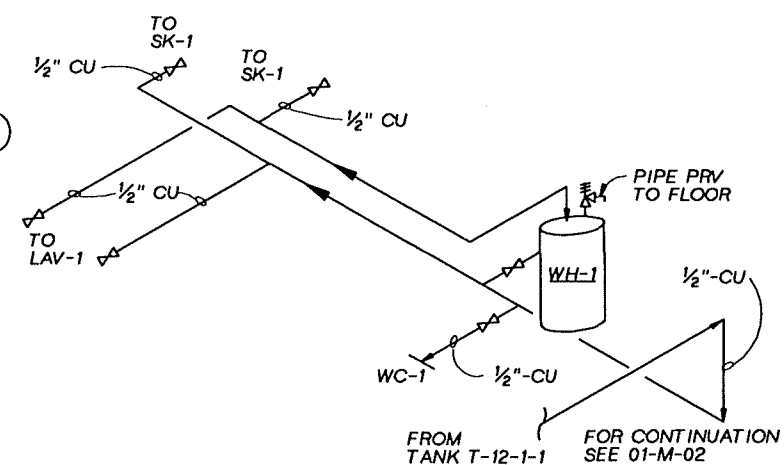 TO
SK-1
½" CU
TO
SK-1
½" CU
½" CU
TO
LAV-1
PIPE PRV
TO FLOOR
WH-1
½"-CU
WC-1
½"-CU
FROM
TANK T-12-1-1
FOR CONTINUATION
SEE 01-M-02